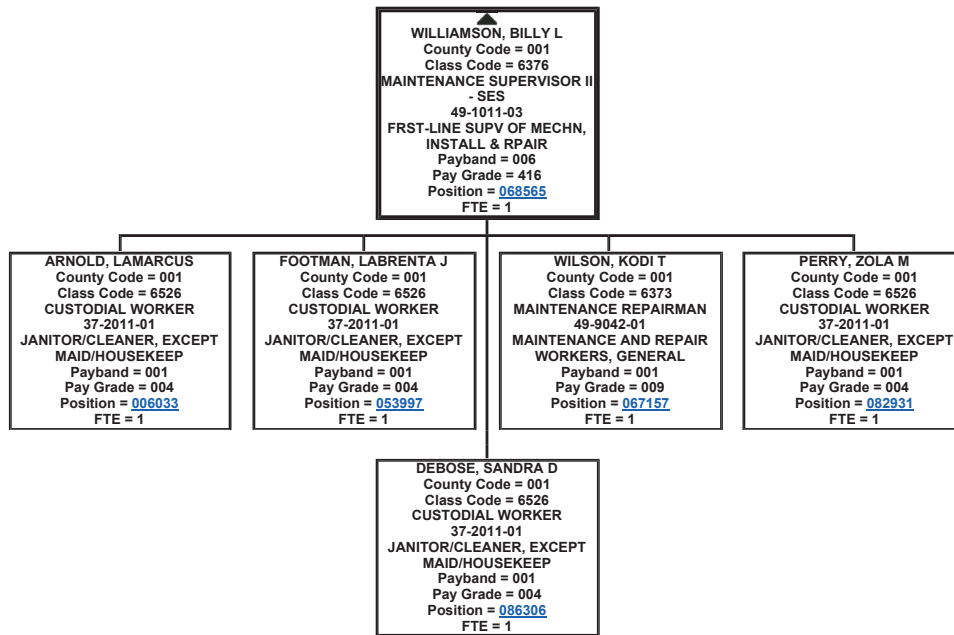 WILLIAMSON, BILLY L
County Code = 001
Class Code = 6376
MAINTENANCE SUPERVISOR II
- SES
49-1011-03
FRST-LINE SUPV OF MECHN,
INSTALL & RPAIR
Payband = 006
Pay Grade = 416
Position = 068565
FTE = 1
ARNOLD, LAMARCUS
County Code = 001
Class Code = 6526
CUSTODIAL WORKER
37-2011-01
JANITOR/CLEANER, EXCEPT
MAID/HOUSEKEEP
Payband = 001
Pay Grade = 004
Position = 006033
FTE = 1
FOOTMAN, LABRENTA J
County Code = 001
Class Code = 6526
CUSTODIAL WORKER
37-2011-01
JANITOR/CLEANER, EXCEPT
MAID/HOUSEKEEP
Payband = 001
Pay Grade = 004
Position = 053997
FTE = 1
WILSON, KODI T
County Code = 001
Class Code = 6373
MAINTENANCE REPAIRMAN
49-9042-01
MAINTENANCE AND REPAIR
WORKERS, GENERAL
Payband = 001
Pay Grade = 009
Position = 067157
FTE = 1
PERRY, ZOLA M
County Code = 001
Class Code = 6526
CUSTODIAL WORKER
37-2011-01
JANITOR/CLEANER, EXCEPT
MAID/HOUSEKEEP
Payband = 001
Pay Grade = 004
Position = 082931
FTE = 1
DEBOSE, SANDRA D
County Code = 001
Class Code = 6526
CUSTODIAL WORKER
37-2011-01
JANITOR/CLEANER, EXCEPT
MAID/HOUSEKEEP
Payband = 001
Pay Grade = 004
Position = 086306
FTE = 1